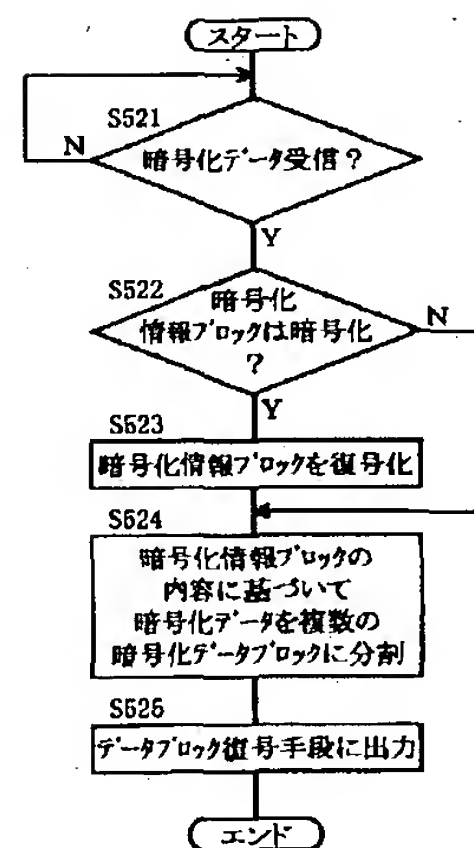 スタート
S521
N
暗号化データ受信?
Y
S522
暗号化
情報ブロックは暗号化
?
N
Y
S523
暗号化情報ブロックを復号化
S524
暗号化情報ブロックの
内容に基づいて
暗号化データを複数の
暗号化データブロックに分割
S525
データブロック復号手段に出力
エンド